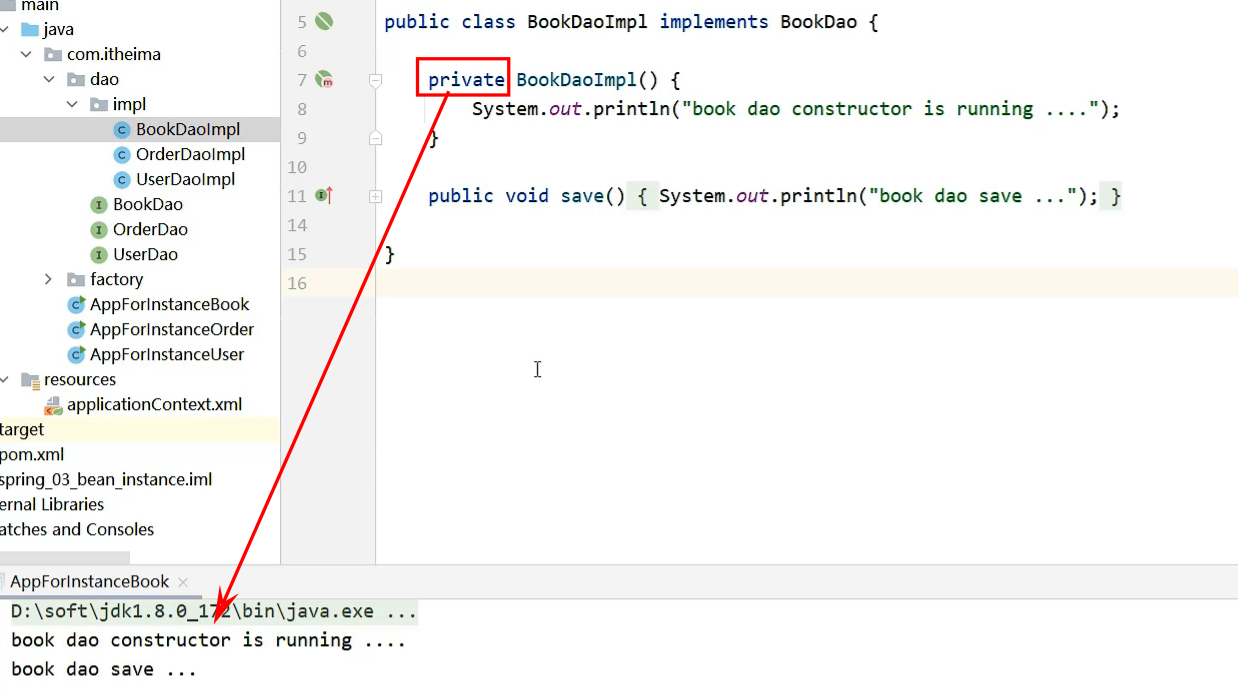 main
java
com.itheima
dao
impl
BookDaoImpl
OrderDaoImpl
UserDaoImpl
BookDao
OrderDao
UserDao
factory
AppForInstanceBook
AppForInstanceOrder
AppForInstanceUser
resources
applicationContext.xml
target
pom.xml
spring_03_bean_instance.iml
ernal Libraries
atches and Consoles
5 public class BookDaoImpl implements BookDao {
6
7 private BookDaoImpl() {
8 System.out.println("book dao constructor is running ....");
9 }
10
11 public void save() { System.out.println("book dao save ..."); }
14
15 }
16
AppForInstanceBook
D:\soft\jdk1.8.0_172\bin\java.exe ...
book dao constructor is running ....
book dao save ...